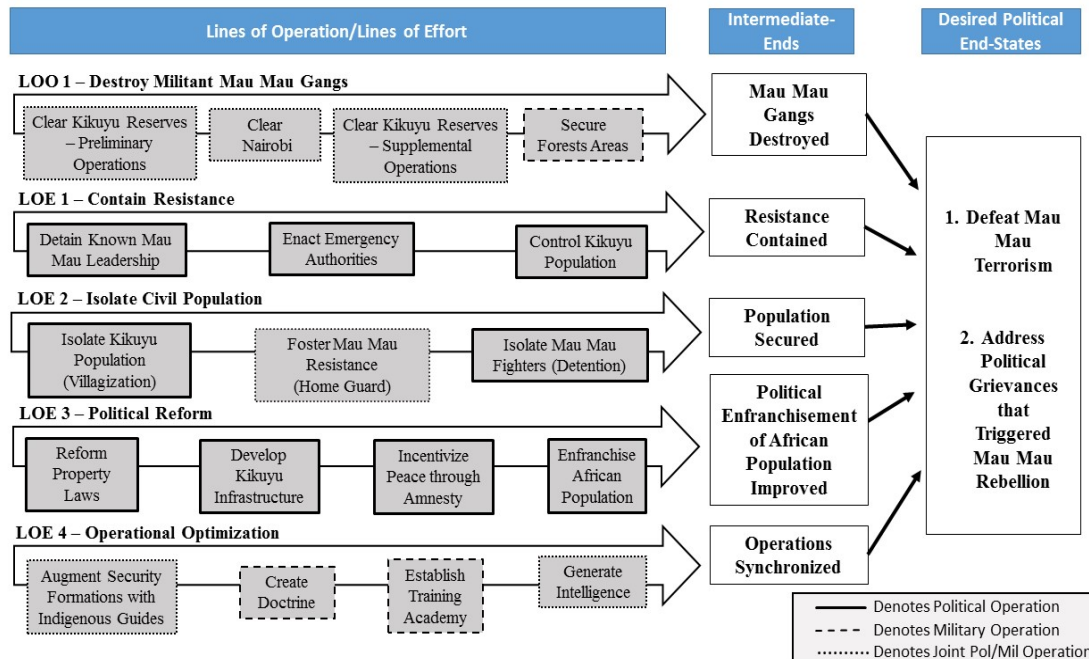 Lines of Operation/Lines of Effort
Intermediate-
Ends
Desired Political
End-States
LOO 1 – Destroy Militant Mau Mau Gangs
Clear Kikuyu Reserves
– Preliminary
Operations
Clear
Nairobi
Clear Kikuyu Reserves
– Supplemental
Operations
Secure
Forests Areas
Mau Mau
Gangs
Destroyed
LOE 1 – Contain Resistance
Detain Known Mau
Mau Leadership
Enact Emergency
Authorities
Control Kikuyu
Population
Resistance
Contained
LOE 2 – Isolate Civil Population
Isolate Kikuyu
Population
(Villagization)
Foster Mau Mau
Resistance
(Home Guard)
Isolate Mau Mau
Fighters (Detention)
Population
Secured
LOE 3 – Political Reform
Reform
Property
Laws
Develop
Kikuyu
Infrastructure
Incentivize
Peace through
Amnesty
Enfranchise
African
Population
Political
Enfranchisement
of African
Population
Improved
LOE 4 – Operational Optimization
Augment Security
Formations with
Indigenous Guides
Create
Doctrine
Establish
Training
Academy
Generate
Intelligence
Operations
Synchronized
1. Defeat Mau
Mau
Terrorism
2. Address
Political
Grievances
that
Triggered
Mau Mau
Rebellion
Denotes Political Operation
Denotes Military Operation
Denotes Joint Pol/Mil Operation